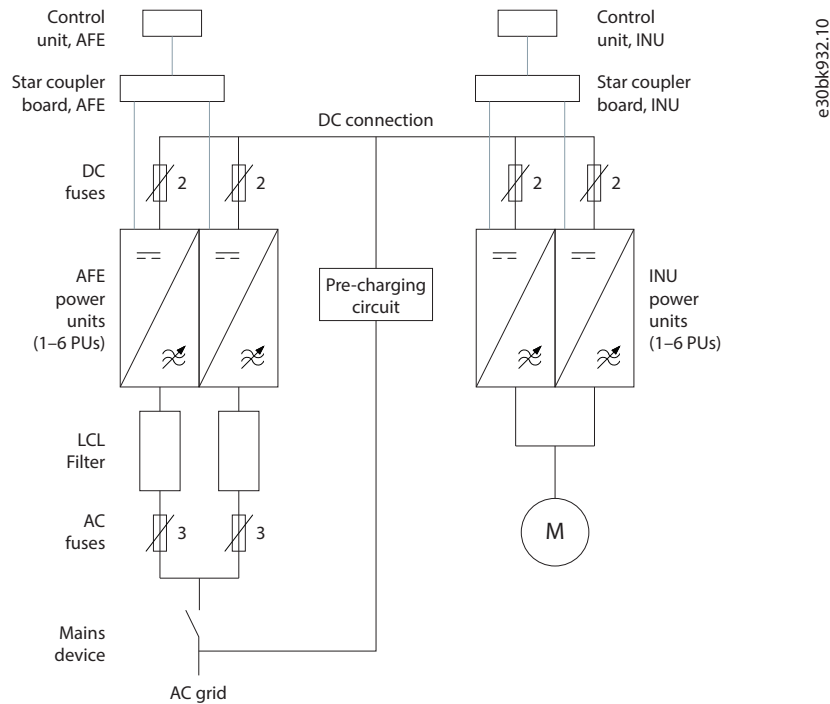 Control
unit, AFE
Control
unit, INU
e30bk932.10
Star coupler
board, AFE
Star coupler
board, INU
DC connection
DC
fuses
2
2
2
2
AFE
power
units
(1–6 PUs)
Pre-charging
circuit
INU
power
units
(1–6 PUs)
LCL
Filter
AC
fuses
3
3
M
Mains
device
AC grid